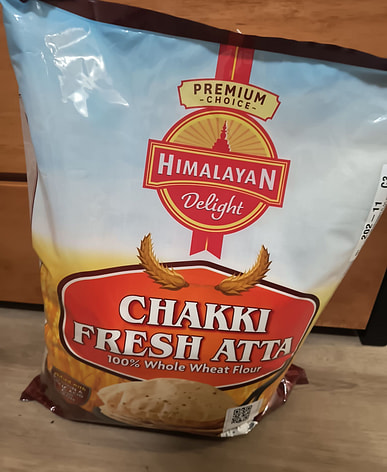 PREMIUM
-CHOICE-
HIMALAYAN
Delight
CHAKKI
FRESH ATTA
100% Whole Wheat Flour